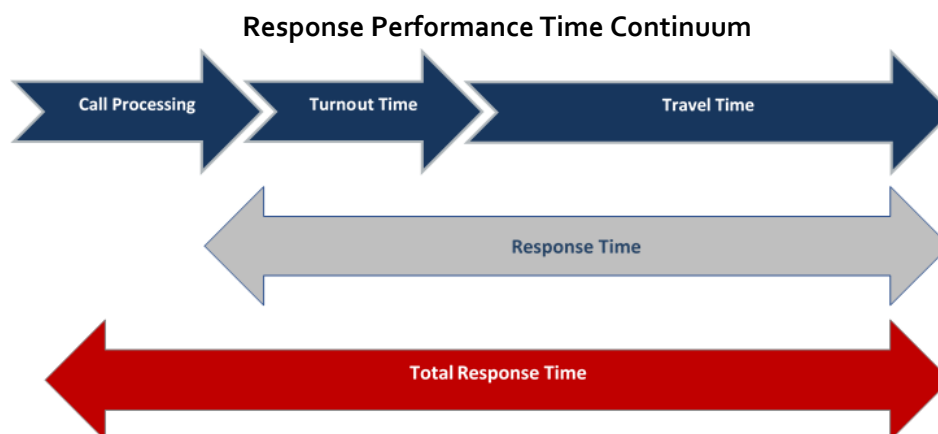 Response Performance Time Continuum
Call Processing
Turnout Time
Travel Time
Response Time
Total Response Time